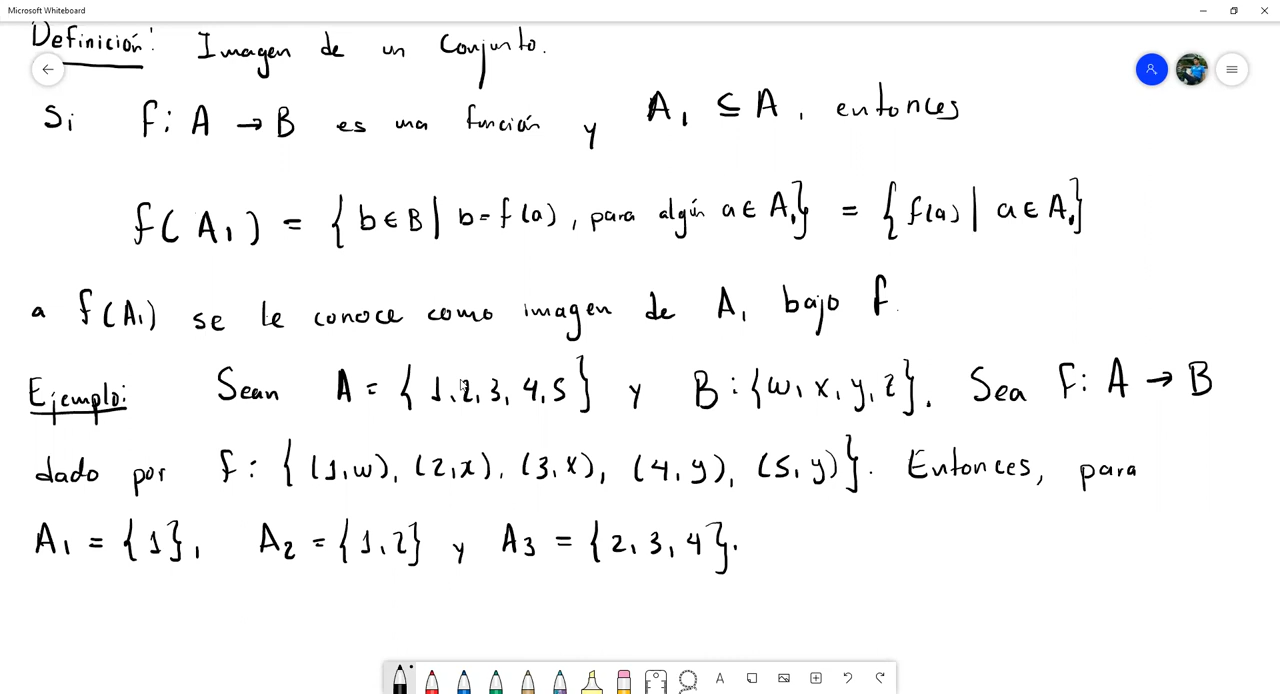 Microsoft Whiteboard
Definición: Imagen de un Conjunto.
Si f: A → B es una función y A₁ ⊆ A, entonces
f(A₁) = {b ∈ B | b = f(a), para algún a ∈ A₁} = {f(a) | a ∈ A₁}
a f(A₁) se le conoce como imagen de A₁ bajo f.
Ejemplo: Sean A = {1,2,3,4,5} y B: {w,x,y,z}. Sea f: A → B
dado por f: {(1,w), (2,x), (3,x), (4,y), (5,y)}. Entonces, para
A₁ = {1}, A₂ = {1,2} y A₃ = {2,3,4}.